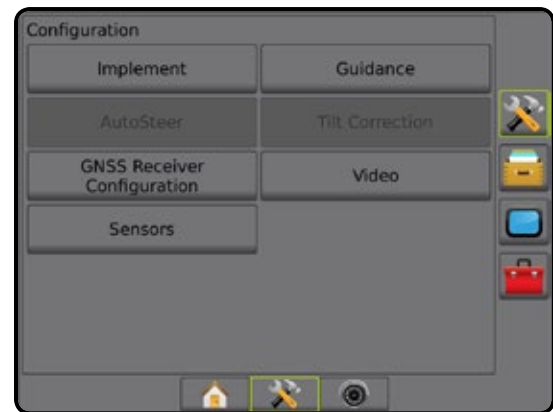 Configuration
Implement
Guidance
AutoSteer
Tilt Correction
GNSS Receiver
Configuration
Video
Sensors